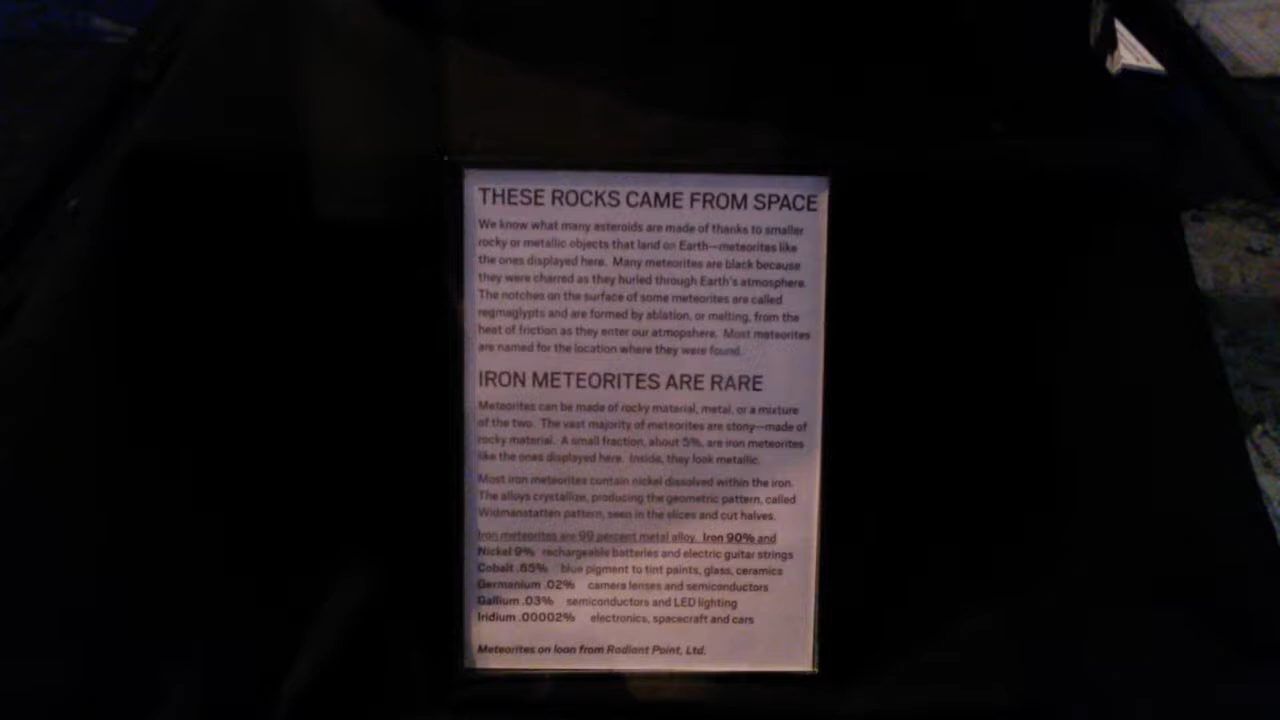 THESE ROCKS CAME FROM SPACE
We know what many asteroids are made of thanks to smaller
rocky or metallic objects that land on Earth—meteorites like
the ones displayed here. Many meteorites are black because
they were charred as they hurled through Earth's atmosphere.
The notches on the surface of some meteorites are called
regmaglypts and are formed by ablation, or melting, from the
heat of friction as they enter our atmopshere. Most meteorites
are named for the location where they were found.
IRON METEORITES ARE RARE
Meteorites can be made of rocky material, metal, or a mixture
of the two. The vast majority of meteorites are stony—made of
rocky material. A small fraction, about 5%, are iron meteorites
like the ones displayed here. Inside, they look metallic.
Most iron meteorites contain nickel dissolved within the iron.
The alloys crystallize, producing the geometric pattern, called
Widmanstatten pattern, seen in the slices and cut halves.
Iron meteorites are 99 percent metal alloy. Iron 90% and
Nickel 9% rechargeable batteries and electric guitar strings
Cobalt .65% blue pigment to tint paints, glass, ceramics
Germanium .02% camera lenses and semiconductors
Gallium .03% semiconductors and LED lighting
Iridium .00002% electronics, spacecraft and cars
Meteorites on loan from Radiant Point, Ltd.